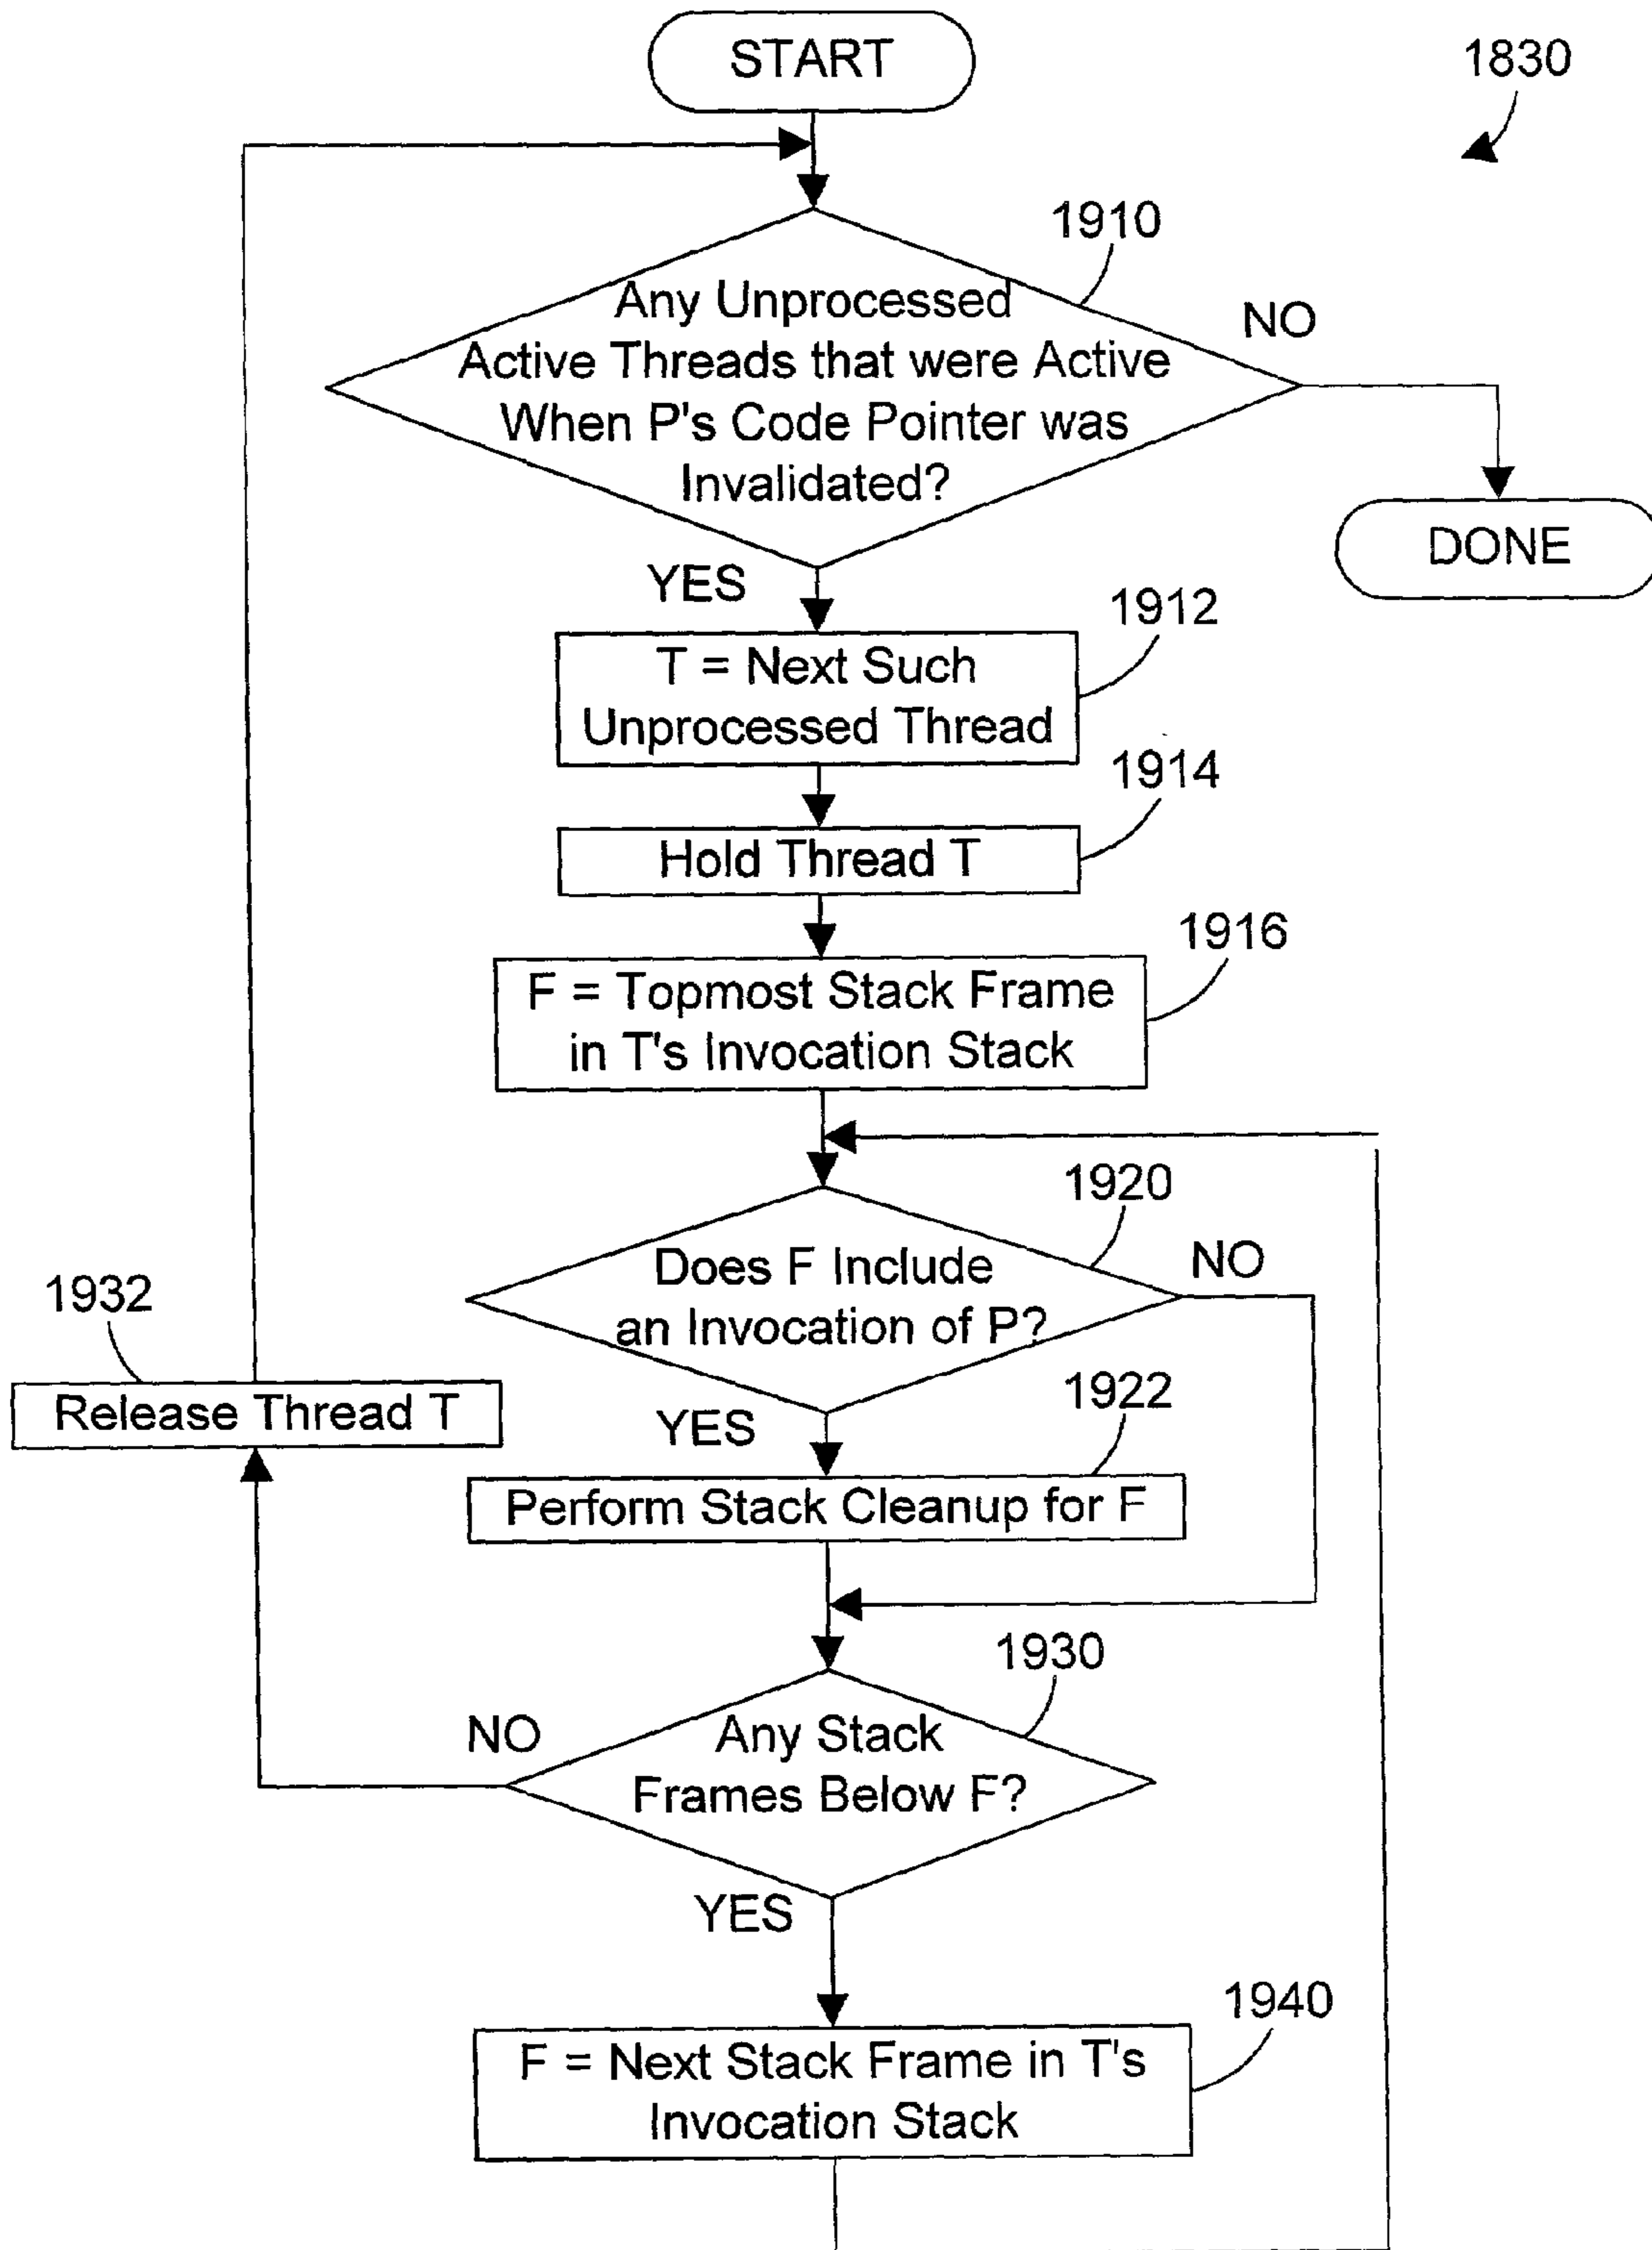 START
1830
1910
Any Unprocessed
Active Threads that were Active
When P's Code Pointer was
Invalidated?
NO
DONE
YES
1912
T = Next Such
Unprocessed Thread
1914
Hold Thread T
1916
F = Topmost Stack Frame
in T's Invocation Stack
1920
Does F Include
an Invocation of P?
NO
1932
Release Thread T
YES
1922
Perform Stack Cleanup for F
1930
Any Stack
Frames Below F?
NO
YES
1940
F = Next Stack Frame in T's
Invocation Stack